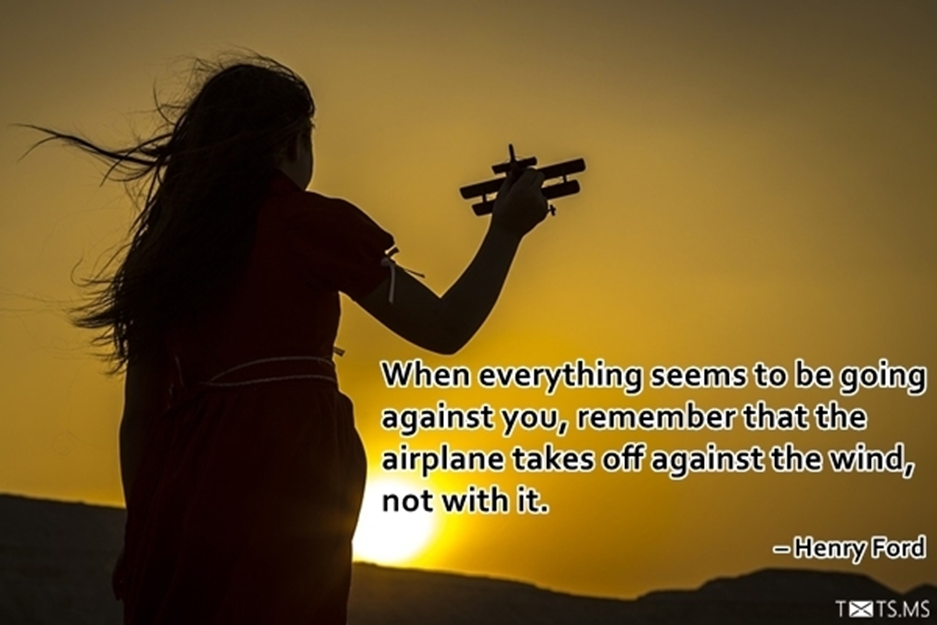 When everything seems to be going
against you, remember that the
airplane takes off against the wind,
not with it.
– Henry Ford
T✉TS.MS